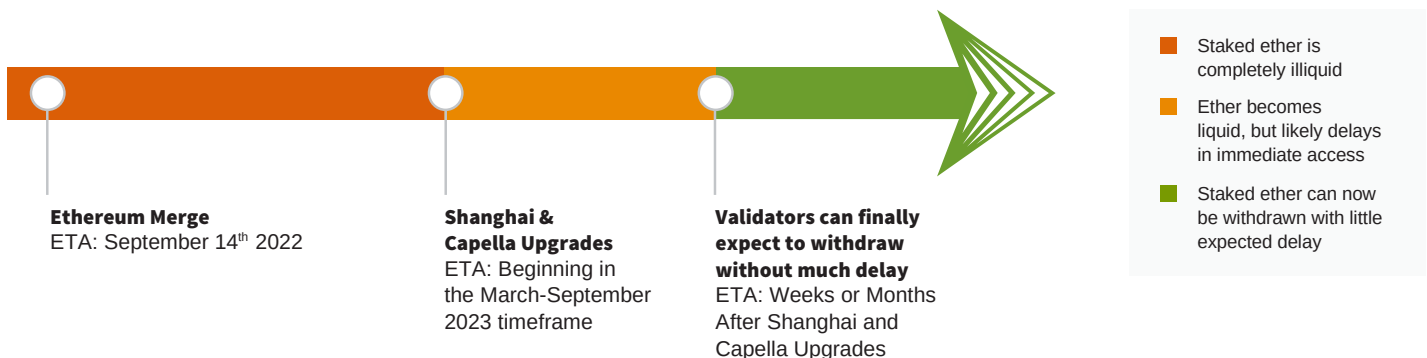 Ethereum Merge
ETA: September 14th 2022
Shanghai &
Capella Upgrades
ETA: Beginning in
the March-September
2023 timeframe
Validators can finally
expect to withdraw
without much delay
ETA: Weeks or Months
After Shanghai and
Capella Upgrades
Staked ether is
completely illiquid
Ether becomes
liquid, but likely delays
in immediate access
Staked ether can now
be withdrawn with little
expected delay